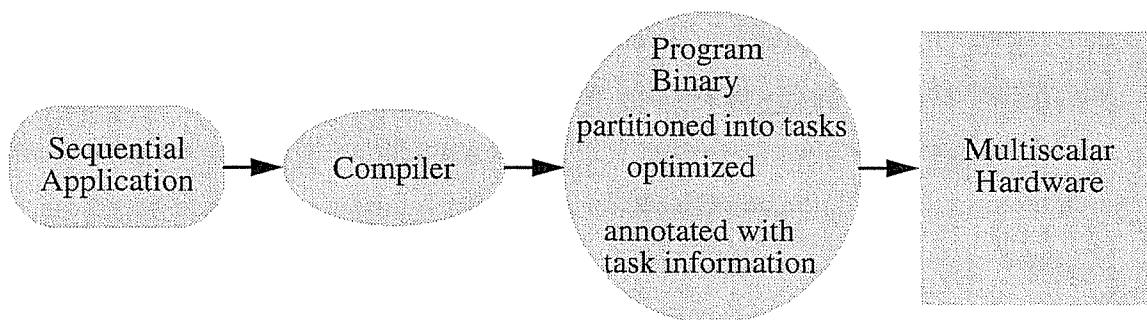 Sequential
Application
Compiler
Program
Binary
partitioned into tasks
optimized
annotated with
task information
Multiscalar
Hardware